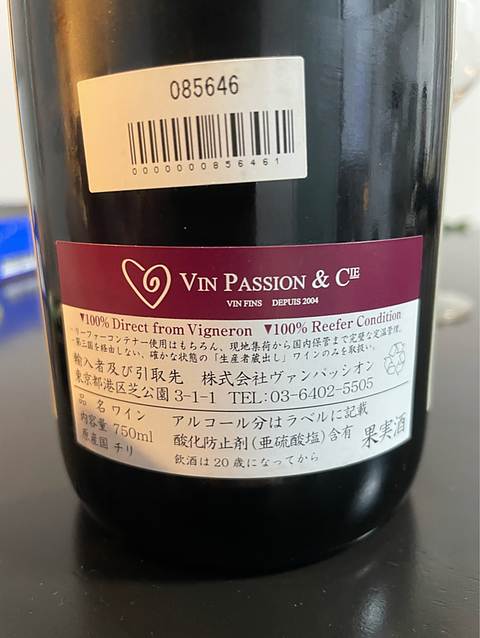 085646
0000000856461
VIN PASSION & CIE
VIN FINS DEPUIS 2004
▼100% Direct from Vigneron ▼100% Reefer Condition
・リーファーコンテナー使用はもちろん、現地集荷から国内保管まで完璧な定温管理。
・第三国を経由しない、確かな状態の「生産者蔵出し」ワインのみを取扱い。
輸入者及び引取先 株式会社ヴァンパッシオン
東京都港区芝公園 3-1-1 TEL:03-6402-5505
品 名 ワイン アルコール分はラベルに記載
内容量 750ml 酸化防止剤(亜硫酸塩)含有 果実酒
原産国 チリ 飲酒は20歳になってから